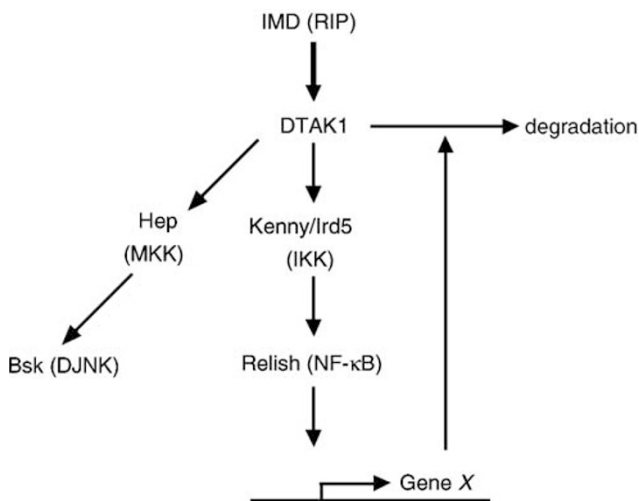 IMD (RIP)
DTAK1
degradation
Hep
(MKK)
Kenny/Ird5
(IKK)
Bsk (DJNK)
Relish (NF-κB)
Gene X